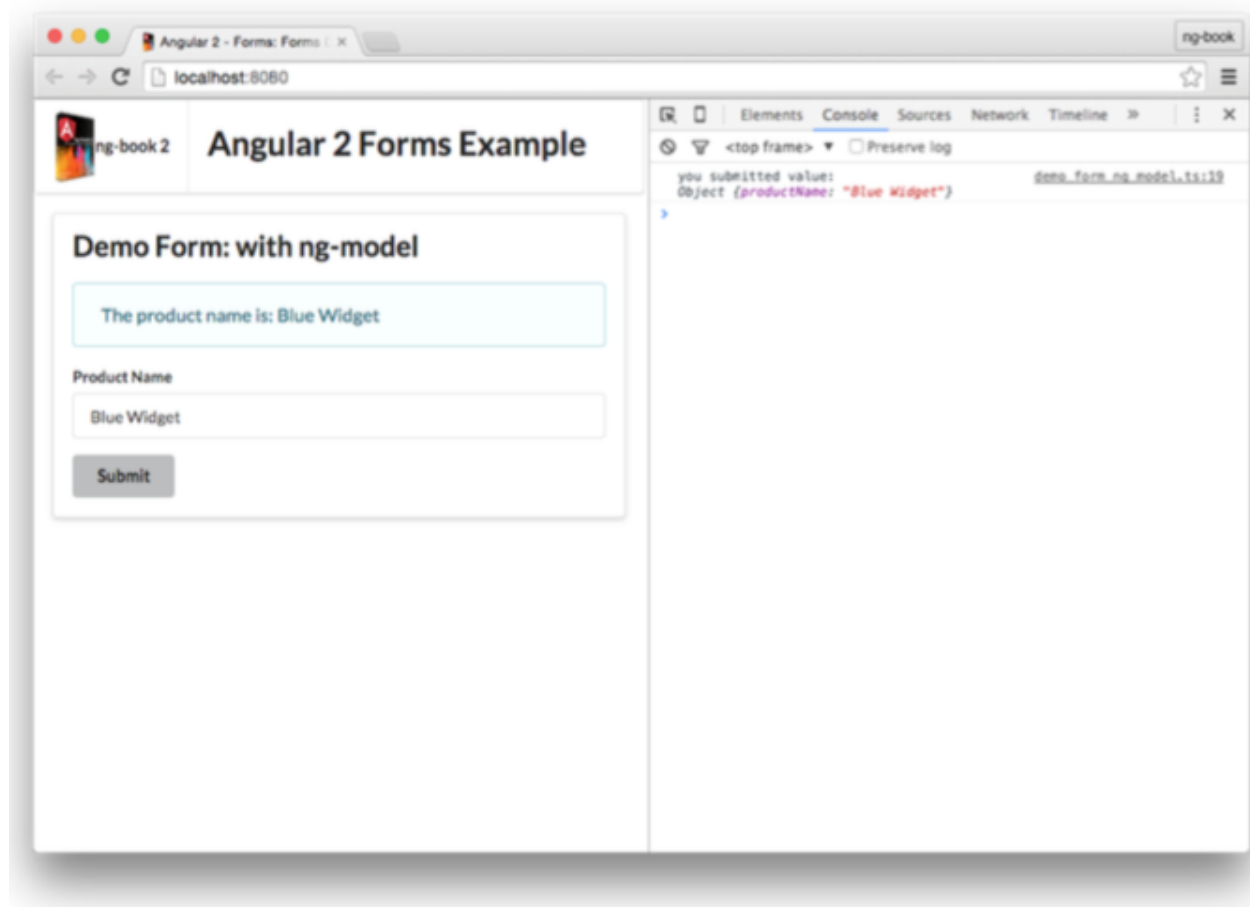 Angular 2 - Forms: Forms
ng-book
localhost:8080
ng-book 2
Angular 2 Forms Example
Demo Form: with ng-model
The product name is: Blue Widget
Product Name
Blue Widget
Submit
Elements Console Sources Network Timeline »
<top frame> ▼ Preserve log
you submitted value: demo_form_ng_model.ts:19
Object {productName: "Blue Widget"}